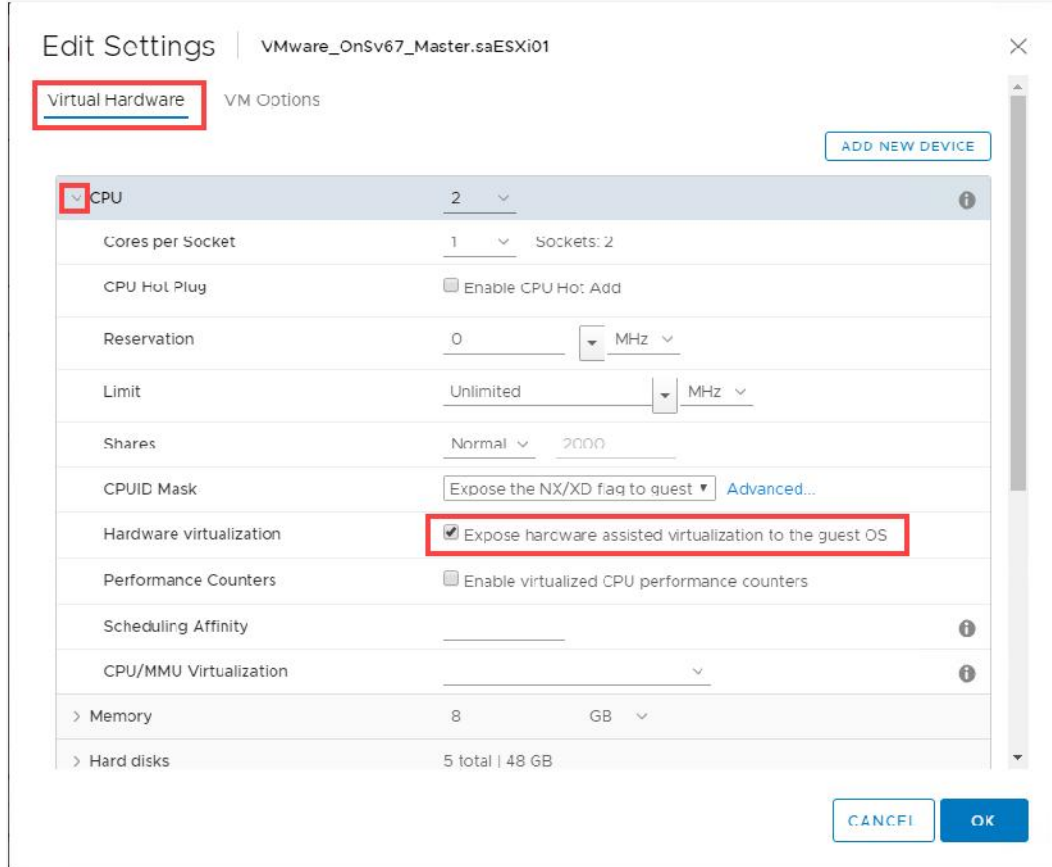 Edit Settings VMware_OnSv67_Master.saESXi01
Virtual Hardware VM Options
ADD NEW DEVICE
CPU 2
Cores per Socket 1 Sockets: 2
CPU Hot Plug Enable CPU Hot Add
Reservation 0 MHz
Limit Unlimited MHz
Shares Normal 2000
CPUID Mask Expose the NX/XD flag to guest Advanced...
Hardware virtualization Expose hardware assisted virtualization to the guest OS
Performance Counters Enable virtualized CPU performance counters
Scheduling Affinity
CPU/MMU Virtualization
Memory 8 GB
Hard disks 5 total | 48 GB
CANCEL OK